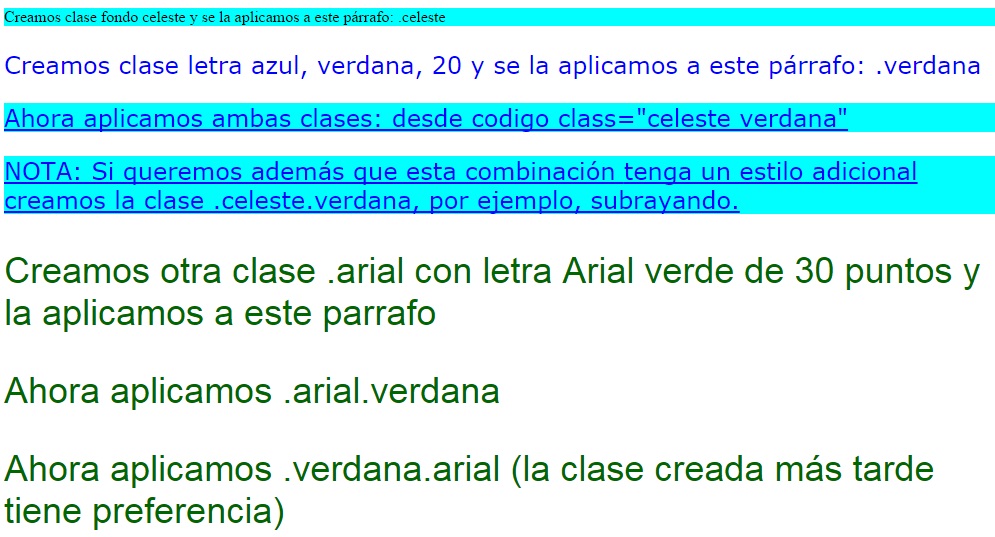 Creamos clase fondo celeste y se la aplicamos a este párrafo: .celeste
Creamos clase letra azul, verdana, 20 y se la aplicamos a este párrafo: .verdana
Ahora aplicamos ambas clases: desde codigo class="celeste verdana"
NOTA: Si queremos además que esta combinación tenga un estilo adicional
creamos la clase .celeste.verdana, por ejemplo, subrayando.
Creamos otra clase .arial con letra Arial verde de 30 puntos y
la aplicamos a este parrafo
Ahora aplicamos .arial.verdana
Ahora aplicamos .verdana.arial (la clase creada más tarde
tiene preferencia)